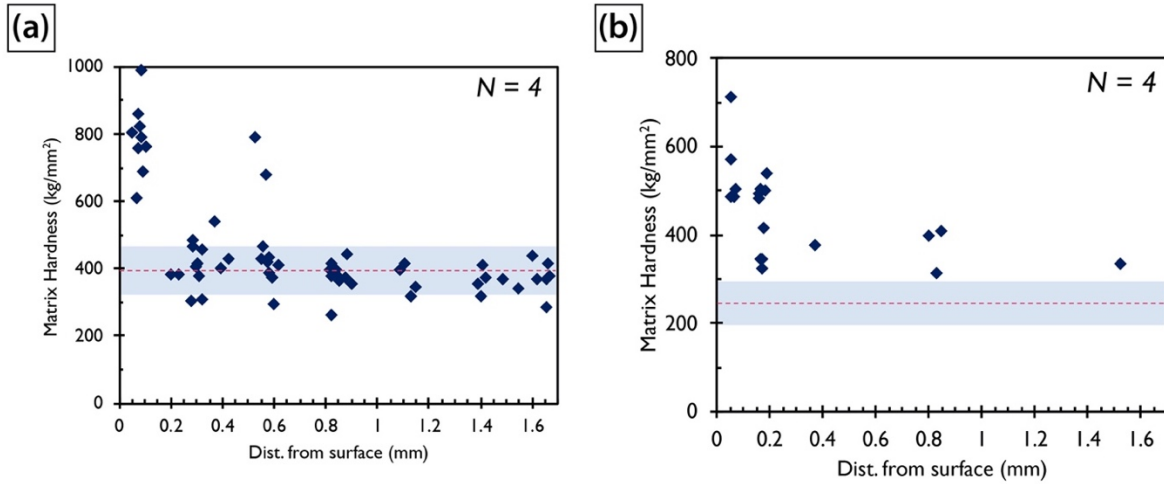 (a)
N = 4
Matrix Hardness (kg/mm²)
1000
800
600
400
200
0
0 0.2 0.4 0.6 0.8 1 1.2 1.4 1.6
Dist. from surface (mm)
(b)
N = 4
Matrix Hardness (kg/mm²)
800
600
400
200
0
0 0.2 0.4 0.6 0.8 1 1.2 1.4 1.6
Dist. from surface (mm)